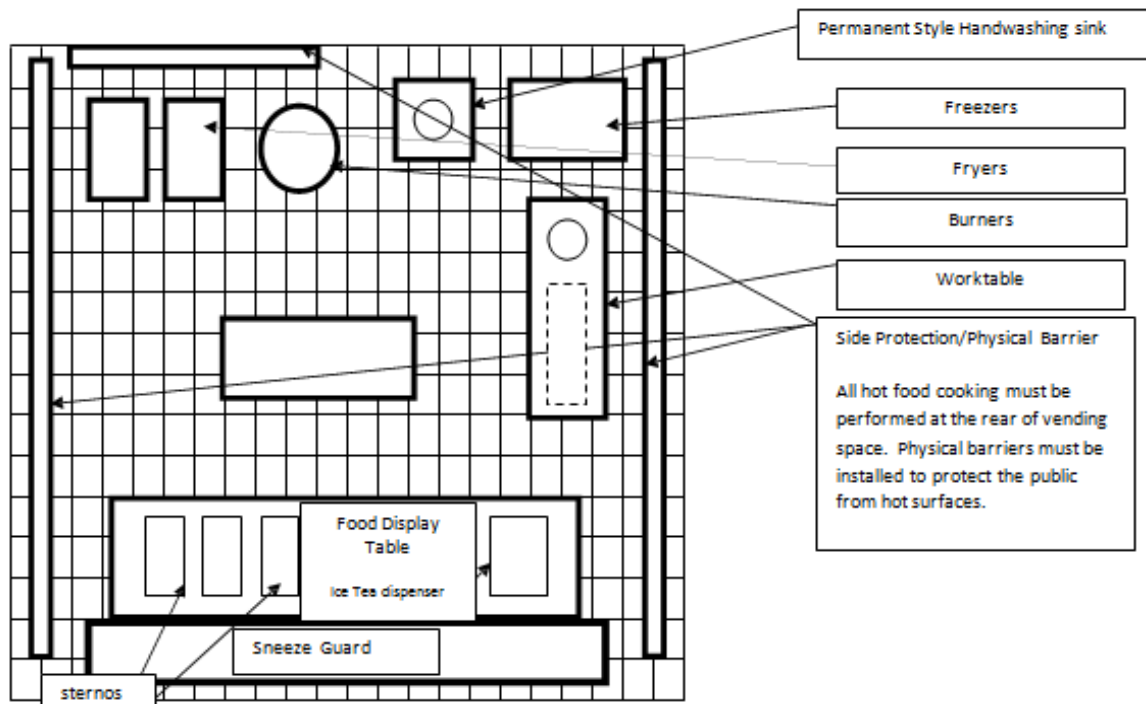 Permanent Style Handwashing sink
Freezers
Fryers
Burners
Worktable
Side Protection/Physical Barrier
All hot food cooking must be
performed at the rear of vending
space. Physical barriers must be
installed to protect the public
from hot surfaces.
Food Display
Table
Ice Tea dispenser
Sneeze Guard
sternos